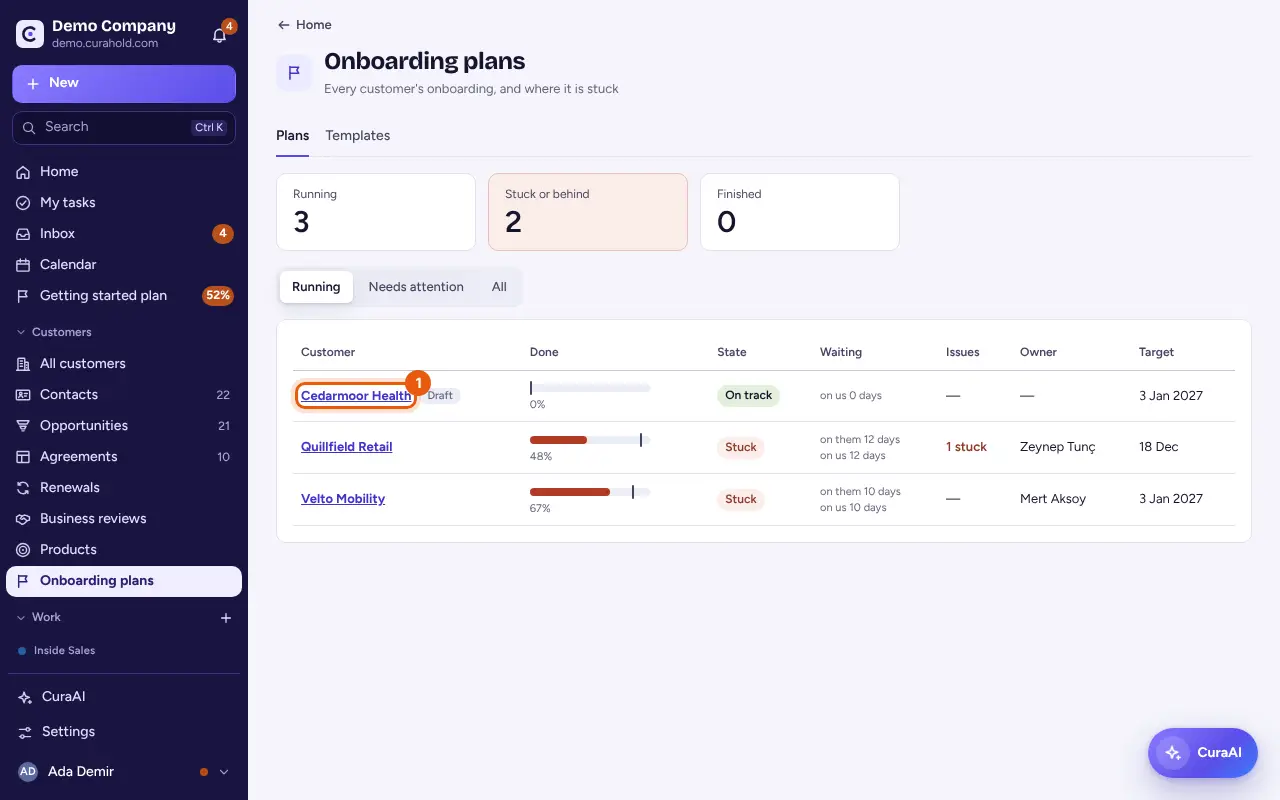 Demo Company
demo.curahold.com
4
New
Search
Ctrl K
Home
My tasks
Inbox
4
Calendar
Getting started plan
52%
Customers
All customers
Contacts
22
Opportunities
21
Agreements
10
Renewals
Business reviews
Products
Onboarding plans
Work
Inside Sales
CuraAI
Settings
AD
Ada Demir
Home
Onboarding plans
Every customer's onboarding, and where it is stuck
Plans
Templates
Running
3
Stuck or behind
2
Finished
0
Running
Needs attention
All
Customer
Done
State
Waiting
Issues
Owner
Target
Cedarmoor Health
1
Draft
0%
On track
on us 0 days
—
—
3 Jan 2027
Quillfield Retail
48%
Stuck
on them 12 days
on us 12 days
1 stuck
Zeynep Tunç
18 Dec
Velto Mobility
67%
Stuck
on them 10 days
on us 10 days
—
Mert Aksoy
3 Jan 2027
CuraAI